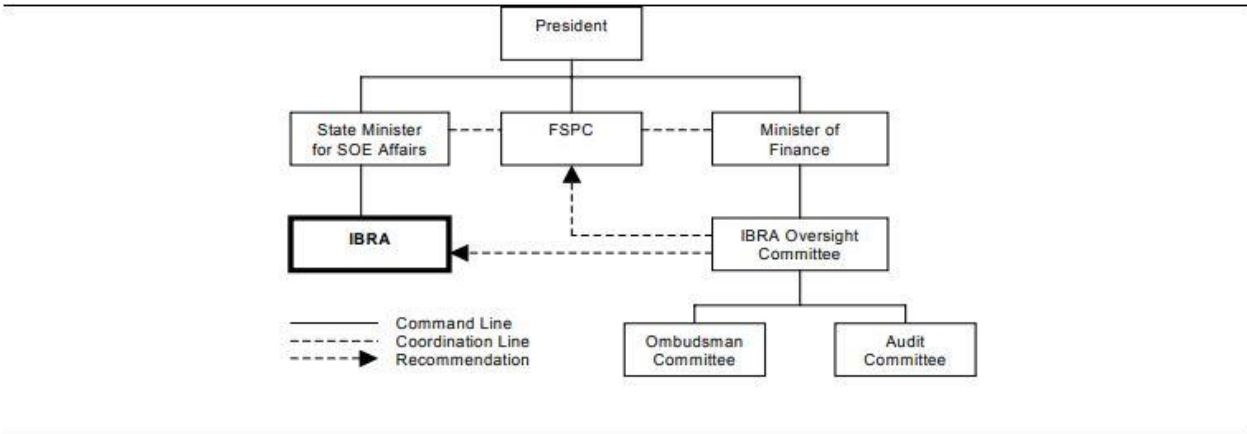 President
State Minister
for SOE Affairs
FSPC
Minister of
Finance
IBRA
IBRA Oversight
Committee
Command Line
Coordination Line
Recommendation
Ombudsman
Committee
Audit
Committee